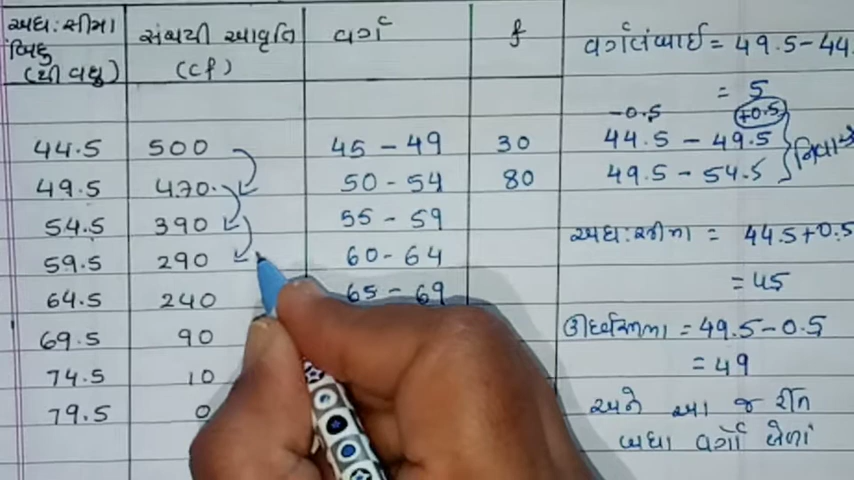 અધ:સીમા સંચયી આવૃતિ વર્ગ f
બિંદુ (cf)
(થી વધુ)
44.5 500 45 - 49 30
49.5 470. 50 - 54 80
54.5 390 55 - 59
59.5 290 60 - 64
64.5 240 65 - 69
69.5 90
74.5 10
79.5 0
વર્ગલંબાઈ = 49.5 - 44.
= 5
-0.5 +0.5
44.5 - 49.5
49.5 - 54.5
અધ:સીમા = 44.5+0.5
= 45
ઊર્ધ્વસીમા = 49.5-0.5
= 49
અને આ જ રીત
બધા વર્ગો